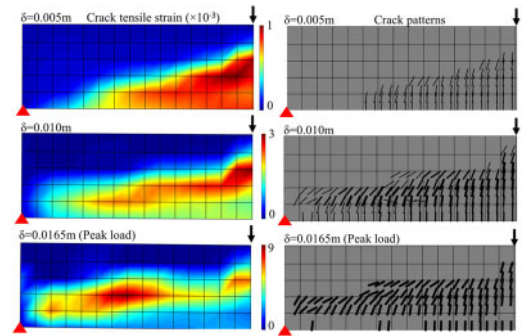 δ=0.005m Crack tensile strain (×10⁻³)
1
0
δ=0.005m Crack patterns
δ=0.010m
3
0
δ=0.010m
δ=0.0165m (Peak load)
9
0
δ=0.0165m (Peak load)